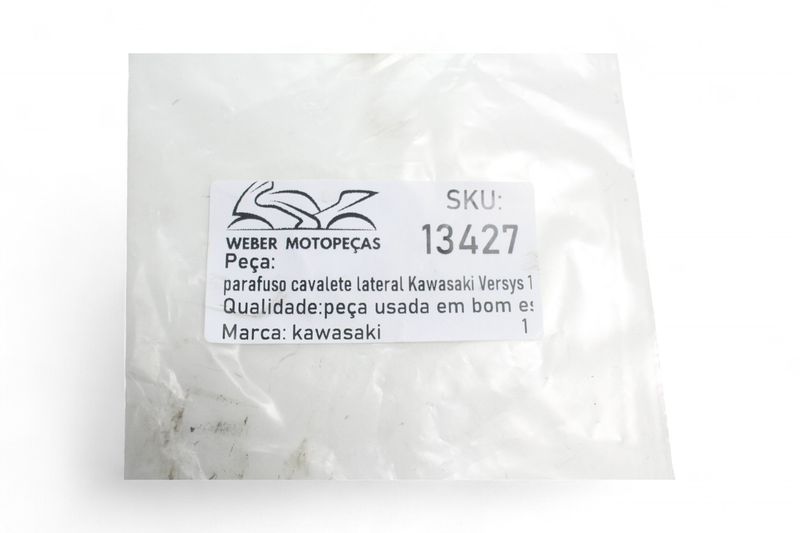 SKU:
13427
WEBER MOTOPEÇAS
Peça:
parafuso cavalete lateral Kawasaki Versys 1
Qualidade:peça usada em bom es
Marca: kawasaki 1